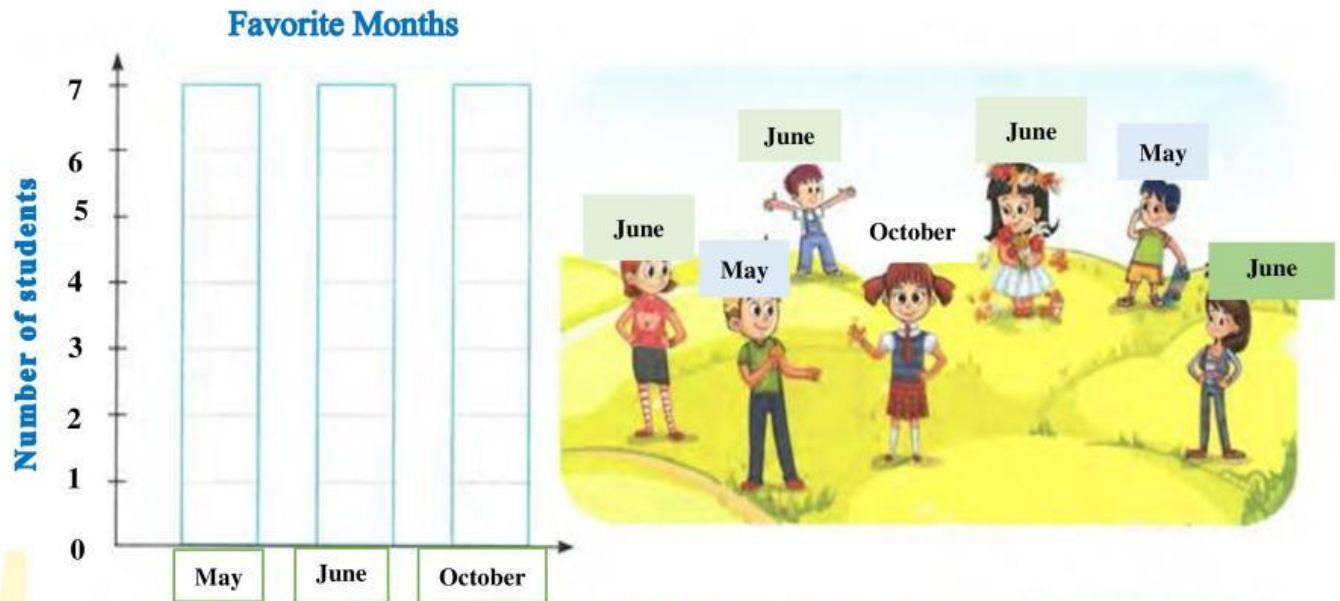 Favorite Months
Number of students
7
6
5
4
3
2
1
0
May
June
October
June
June
May
June
October
May
June